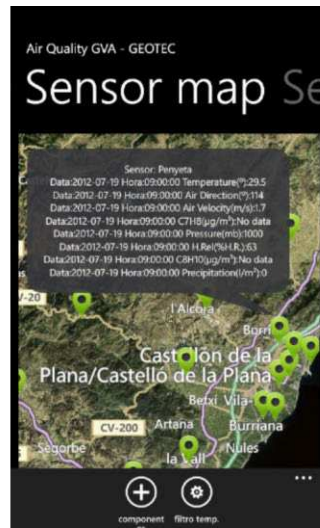 Air Quality GVA - GEOTEC
Sensor map Se
Sensor: Penyeta
Data:2012-07-19 Hora:09:00:00 Temperature(º):29.5
Data:2012-07-19 Hora:09:00:00 Air Direction(º):114
Data:2012-07-19 Hora:09:00:00 Air Velocity(m/s):1.7
Data:2012-07-19 Hora:09:00:00 C7H8(µg/m³):No data
Data:2012-07-19 Hora:09:00:00 Pressure(mb):1000
Data:2012-07-19 Hora:09:00:00 H.Rel(%H.R.):63
Data:2012-07-19 Hora:09:00:00 C8H10(µg/m³):No data
Data:2012-07-19 Hora:09:00:00 Precipitation(l/m²):0
V-20
l'Alcora
Borri
Castellón de la
Plana/Castelló de la Plana
Betxí Vila-
CV-200
Artana
Burriana
Segorbe
la Vall
Nules
component
filtro temp.